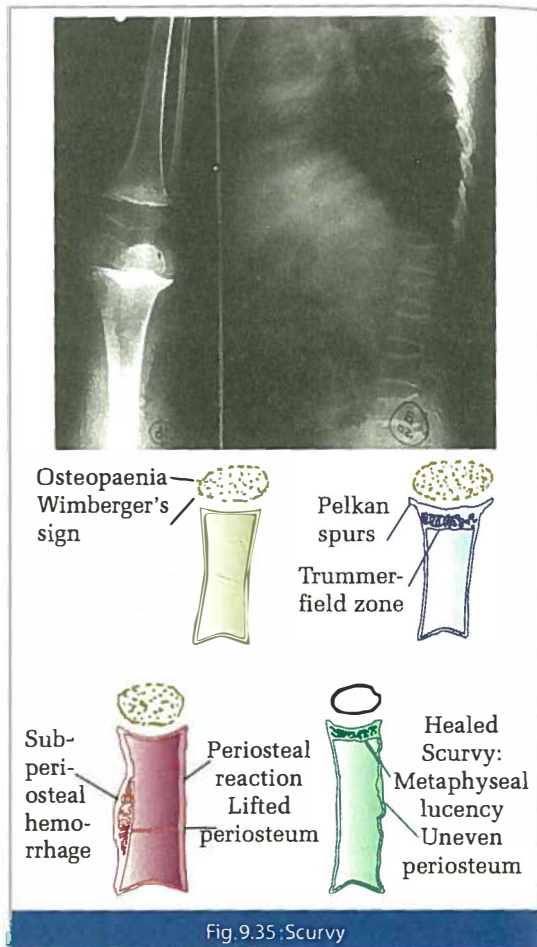 Osteopaenia
Wimberger's
sign
Pelkan
spurs
Trummer-
field zone
Sub-
peri-
osteal
hemo-
rrhage
Periosteal
reaction
Lifted
periosteum
Healed
Scurvy:
Metaphyseal
lucency
Uneven
periosteum
Fig.9.35:Scurvy